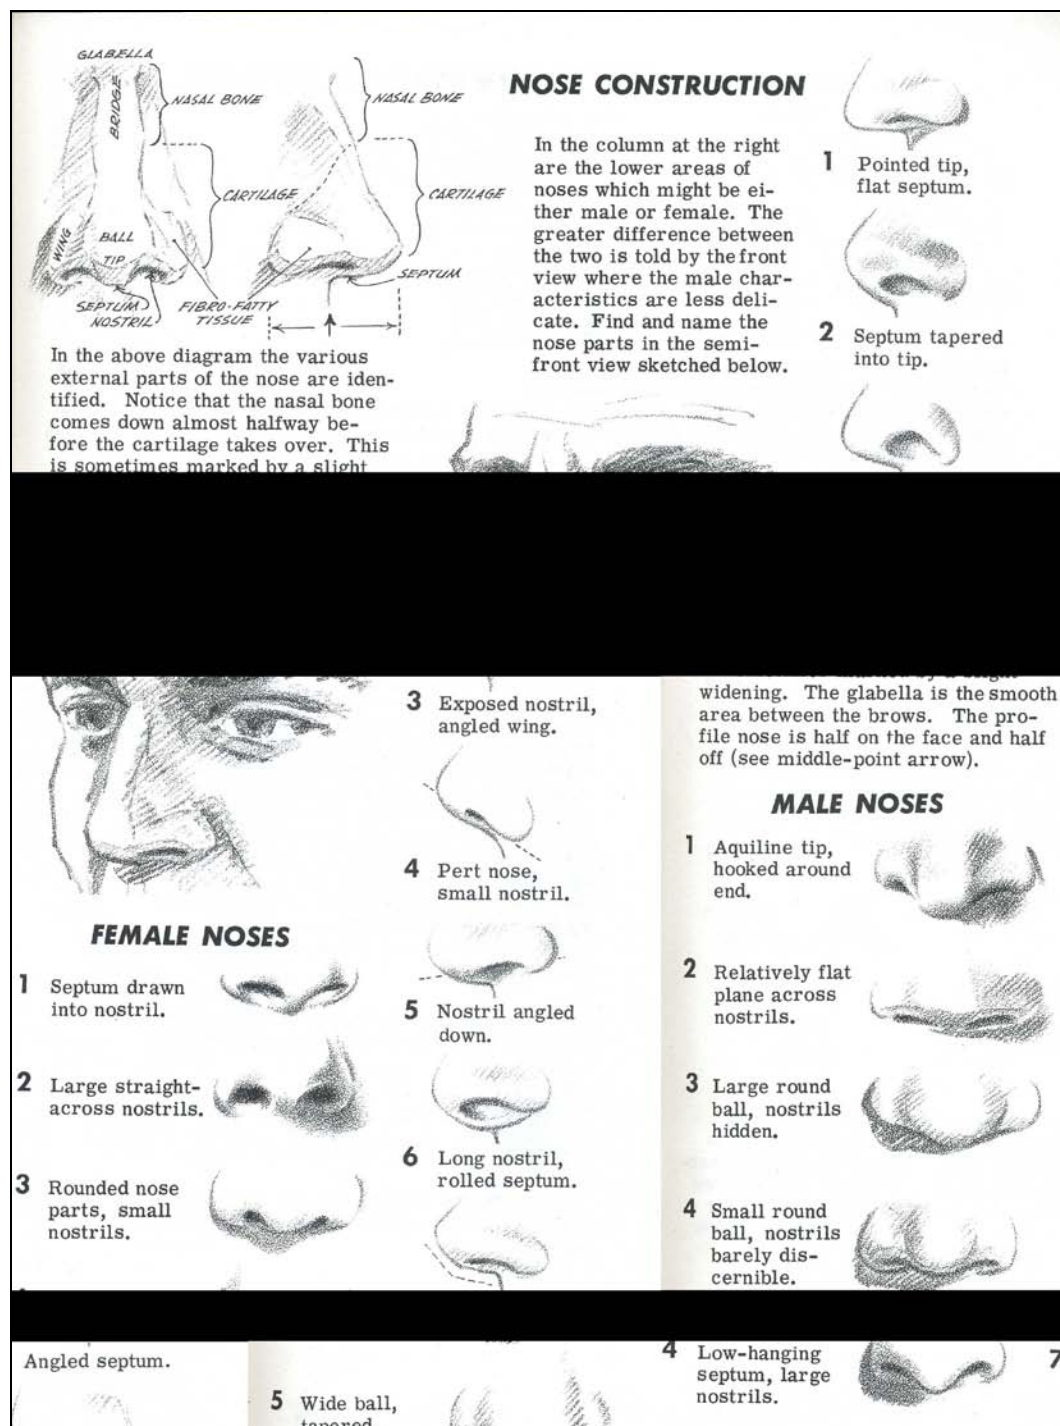 GLABELLA
BRIDGE
NASAL BONE
CARTILAGE
WING
BALL
TIP
SEPTUM
NOSTRIL
FIBRO-FATTY
TISSUE
NASAL BONE
CARTILAGE
SEPTUM
In the above diagram the various
external parts of the nose are iden-
tified. Notice that the nasal bone
comes down almost halfway be-
fore the cartilage takes over. This
is sometimes marked by a slight
NOSE CONSTRUCTION
In the column at the right
are the lower areas of
noses which might be ei-
ther male or female. The
greater difference between
the two is told by the front
view where the male char-
acteristics are less deli-
cate. Find and name the
nose parts in the semi-
front view sketched below.
1 Pointed tip,
flat septum.
2 Septum tapered
into tip.
FEMALE NOSES
1 Septum drawn
into nostril.
2 Large straight-
across nostrils.
3 Rounded nose
parts, small
nostrils.
3 Exposed nostril,
angled wing.
4 Pert nose,
small nostril.
5 Nostril angled
down.
6 Long nostril,
rolled septum.
widening. The glabella is the smooth
area between the brows. The pro-
file nose is half on the face and half
off (see middle-point arrow).
MALE NOSES
1 Aquiline tip,
hooked around
end.
2 Relatively flat
plane across
nostrils.
3 Large round
ball, nostrils
hidden.
4 Small round
ball, nostrils
barely dis-
cernible.
Angled septum.
5 Wide ball,
tapered
4 Low-hanging
septum, large
nostrils.
7